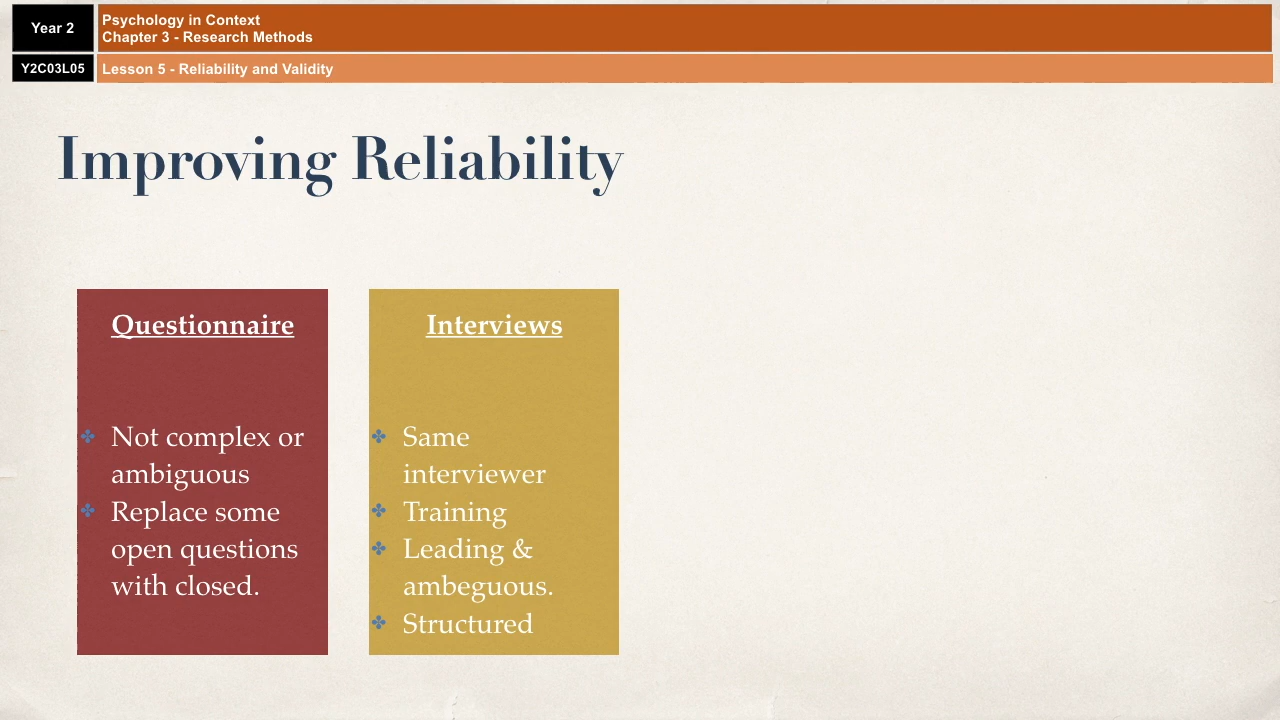 Year 2
Psychology in Context
Chapter 3 - Research Methods
Y2C03L05
Lesson 5 - Reliability and Validity
Improving Reliability
Questionnaire
Not complex or
ambiguous
Replace some
open questions
with closed.
Interviews
Same
interviewer
Training
Leading &
ambeguous.
Structured